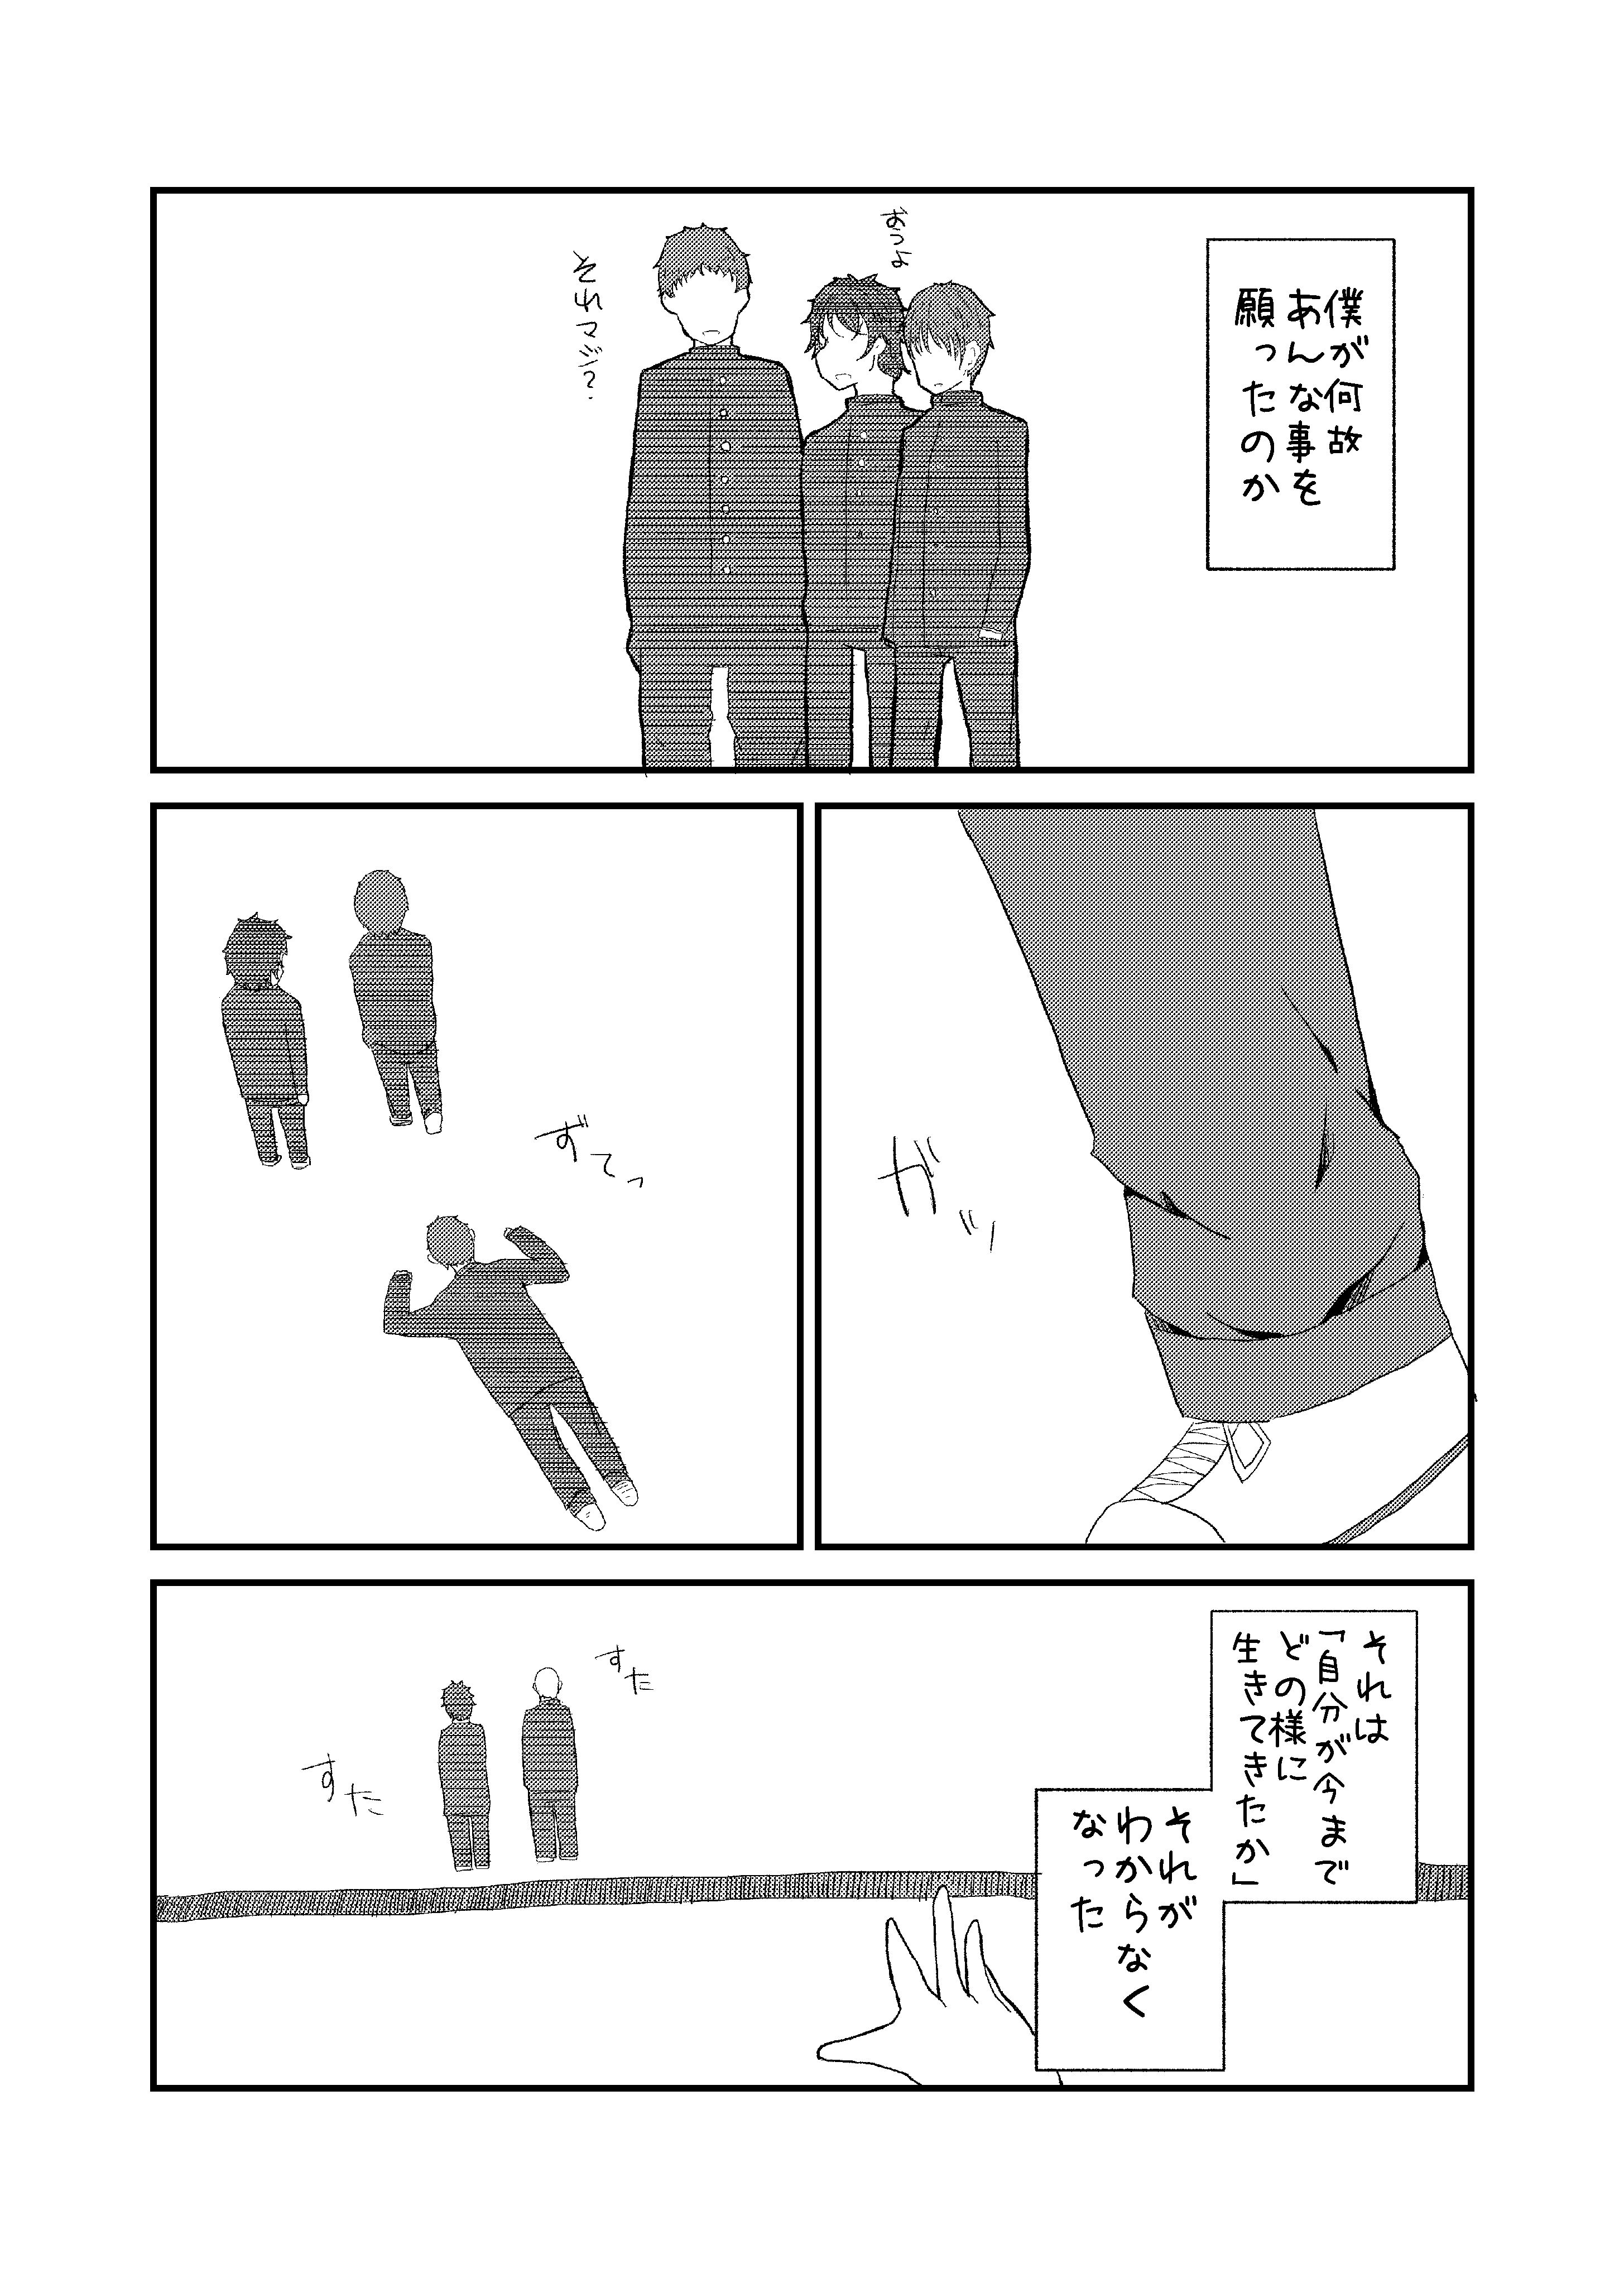 僕が何故
あんな事を
願ったのか
おつよ
それマジ?
ガッ
ずてっ
それは
「自分が今まで
どの様に
生きてきたか」
それが
わからなく
なった
すた
すた